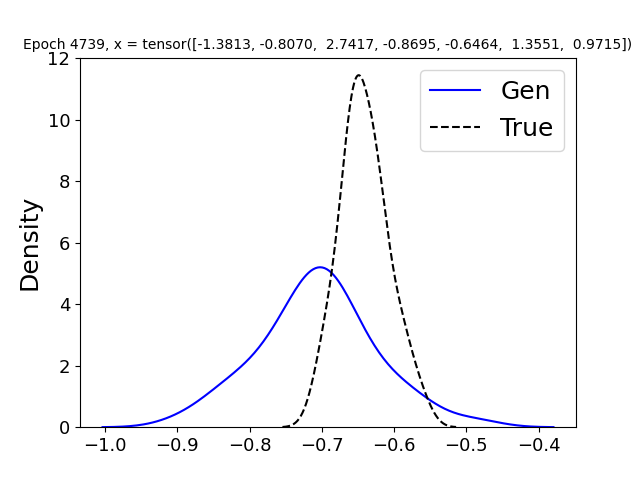 Epoch 4739, x = tensor([-1.3813, -0.8070,  2.7417, -0.8695, -0.6464,  1.3551,  0.9715])
Gen
True
Density
12
10
8
6
4
2
0
−1.0 −0.9 −0.8 −0.7 −0.6 −0.5 −0.4